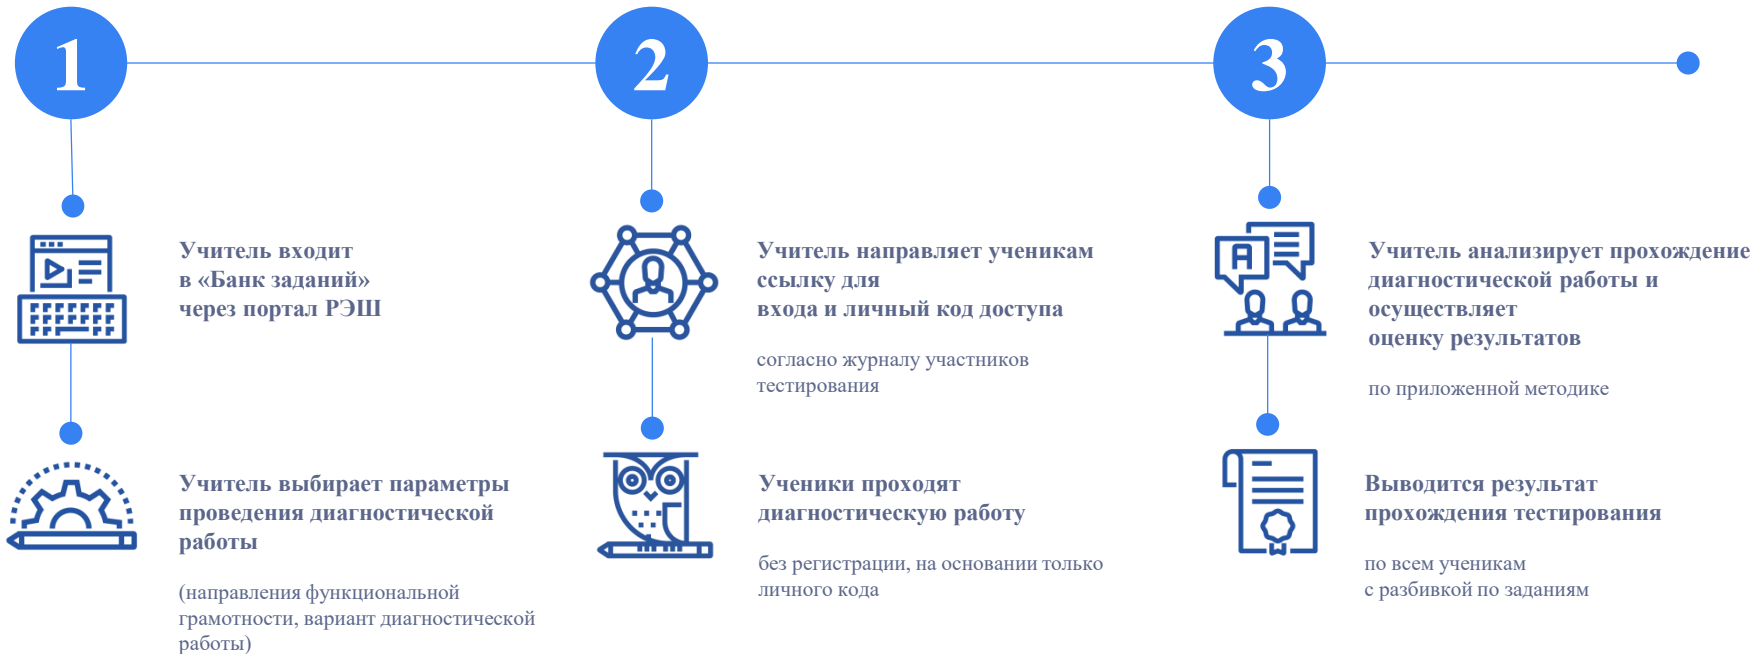 1
Учитель входит
в «Банк заданий»
через портал РЭШ
Учитель выбирает параметры
проведения диагностической
работы
(направления функциональной
грамотности, вариант диагностической
работы)
2
Учитель направляет ученикам
ссылку для
входа и личный код доступа
согласно журналу участников
тестирования
Ученики проходят
диагностическую работу
без регистрации, на основании только
личного кода
3
A
Учитель анализирует прохождение
диагностической работы и
осуществляет
оценку результатов
по приложенной методике
Выводится результат
прохождения тестирования
по всем ученикам
с разбивкой по заданиям